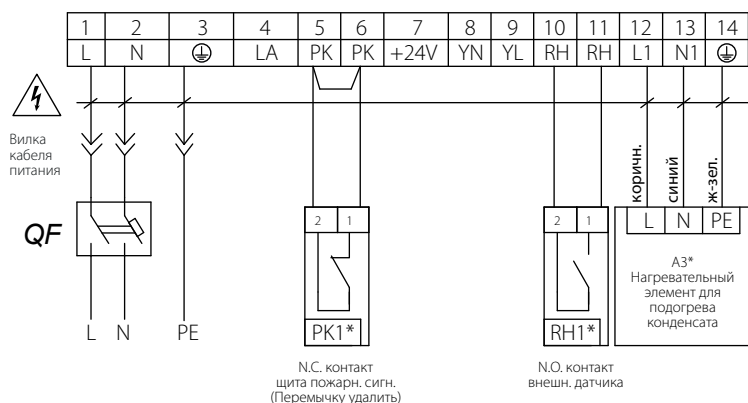 1 2 3 4 5 6 7 8 9 10 11 12 13 14
L N LA PK PK +24V YN YL RH RH L1 N1
Вилка
кабеля
питания
коричн.
синий
ж-зел.
QF
2 1
2 1
L N PE
A3*
Нагревательный
элемент для
подогрева
конденсата
PK1*
RH1*
L N PE
N.C. контакт
щита пожарн. сигн.
(Перемычку удалить)
N.O. контакт
внешн. датчика